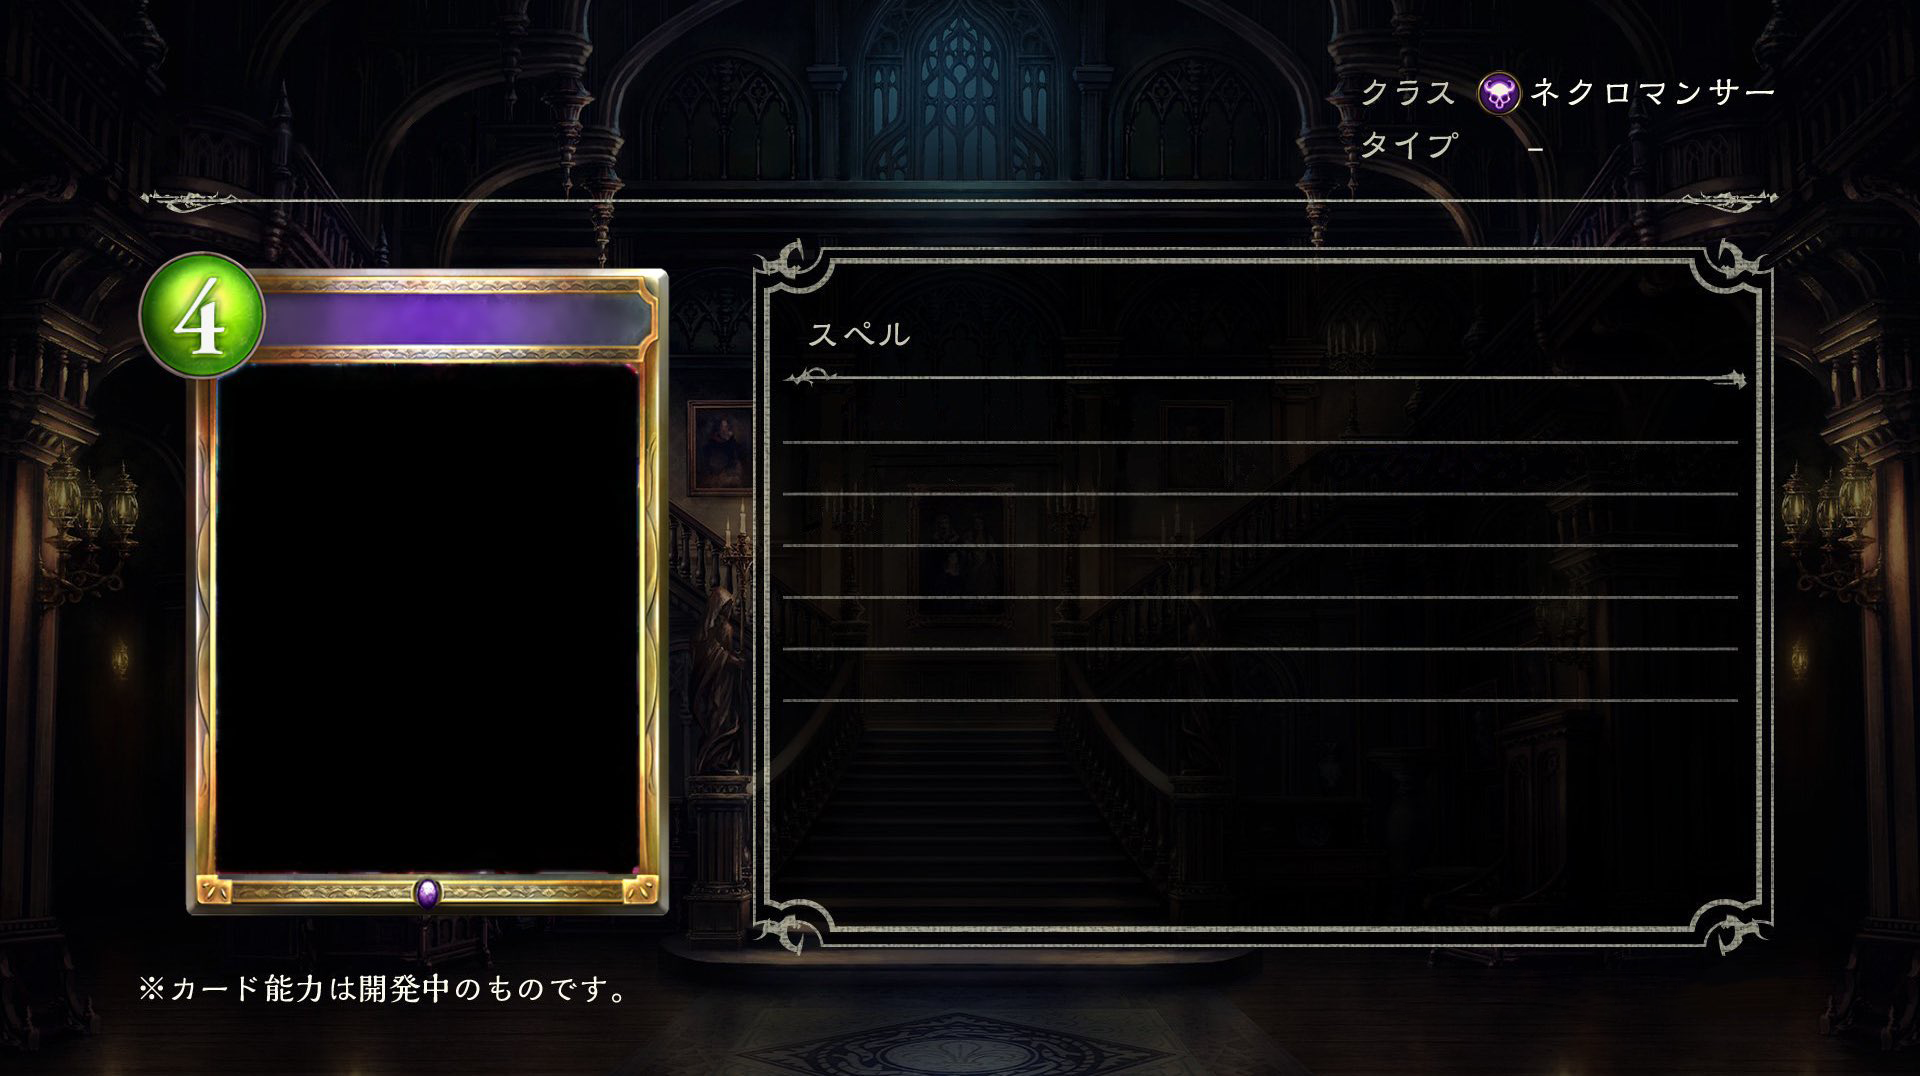 クラス ネクロマンサー
タイプ －
4
スペル
※カード能力は開発中のものです。